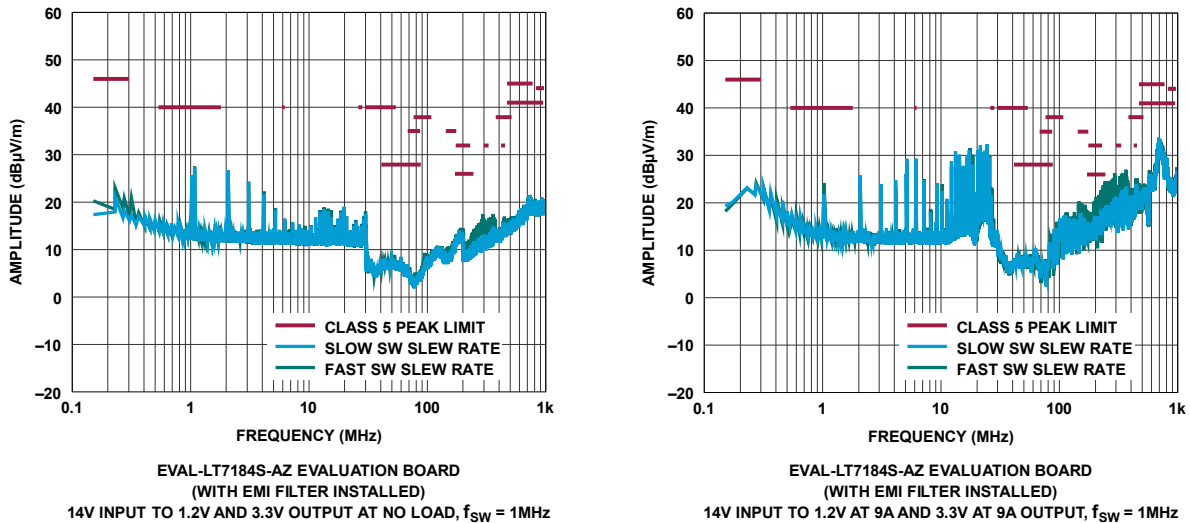 60
50
40
30
20
10
0
–10
–20
AMPLITUDE (dBµV/m)
CLASS 5 PEAK LIMIT
SLOW SW SLEW RATE
FAST SW SLEW RATE
0.1 1 10 100 1k
FREQUENCY (MHz)
EVAL-LT7184S-AZ EVALUATION BOARD
(WITH EMI FILTER INSTALLED)
14V INPUT TO 1.2V AND 3.3V OUTPUT AT NO LOAD, fSW = 1MHz
60
50
40
30
20
10
0
–10
–20
AMPLITUDE (dBµV/m)
CLASS 5 PEAK LIMIT
SLOW SW SLEW RATE
FAST SW SLEW RATE
0.1 1 10 100 1k
FREQUENCY (MHz)
EVAL-LT7184S-AZ EVALUATION BOARD
(WITH EMI FILTER INSTALLED)
14V INPUT TO 1.2V AT 9A AND 3.3V AT 9A OUTPUT, fSW = 1MHz